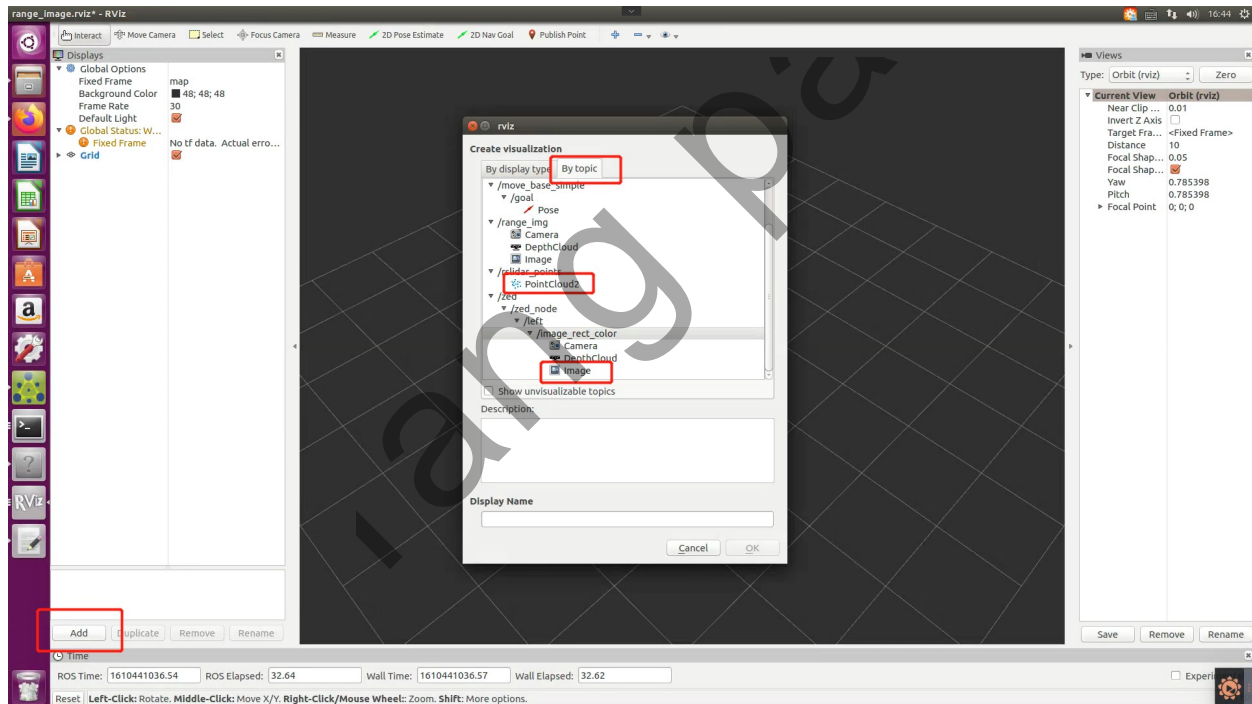 range_image.rviz* - RViz
16:44
Interact Move Camera Select Focus Camera Measure 2D Pose Estimate 2D Nav Goal Publish Point
Displays
Global Options
Fixed Frame map
Background Color 48; 48; 48
Frame Rate 30
Default Light
Global Status: W...
Fixed Frame No tf data. Actual erro...
Grid
Add Duplicate Remove Rename
rviz
Create visualization
By display type By topic
/move_base_simple
/goal
Pose
/range_img
Camera
DepthCloud
Image
/rslidar_points
PointCloud2
/zed
/zed_node
/left
/image_rect_color
Camera
DepthCloud
Image
Show unvisualizable topics
Description:
Display Name
Cancel OK
Views
Type: Orbit (rviz) Zero
Current View Orbit (rviz)
Near Clip ... 0.01
Invert Z Axis
Target Fra... <Fixed Frame>
Distance 10
Focal Shap... 0.05
Focal Shap...
Yaw 0.785398
Pitch 0.785398
Focal Point 0; 0; 0
Save Remove Rename
RViz
Time
ROS Time: 1610441036.54 ROS Elapsed: 32.64 Wall Time: 1610441036.57 Wall Elapsed: 32.62
Reset Left-Click: Rotate. Middle-Click: Move X/Y. Right-Click/Mouse Wheel:: Zoom. Shift: More options.